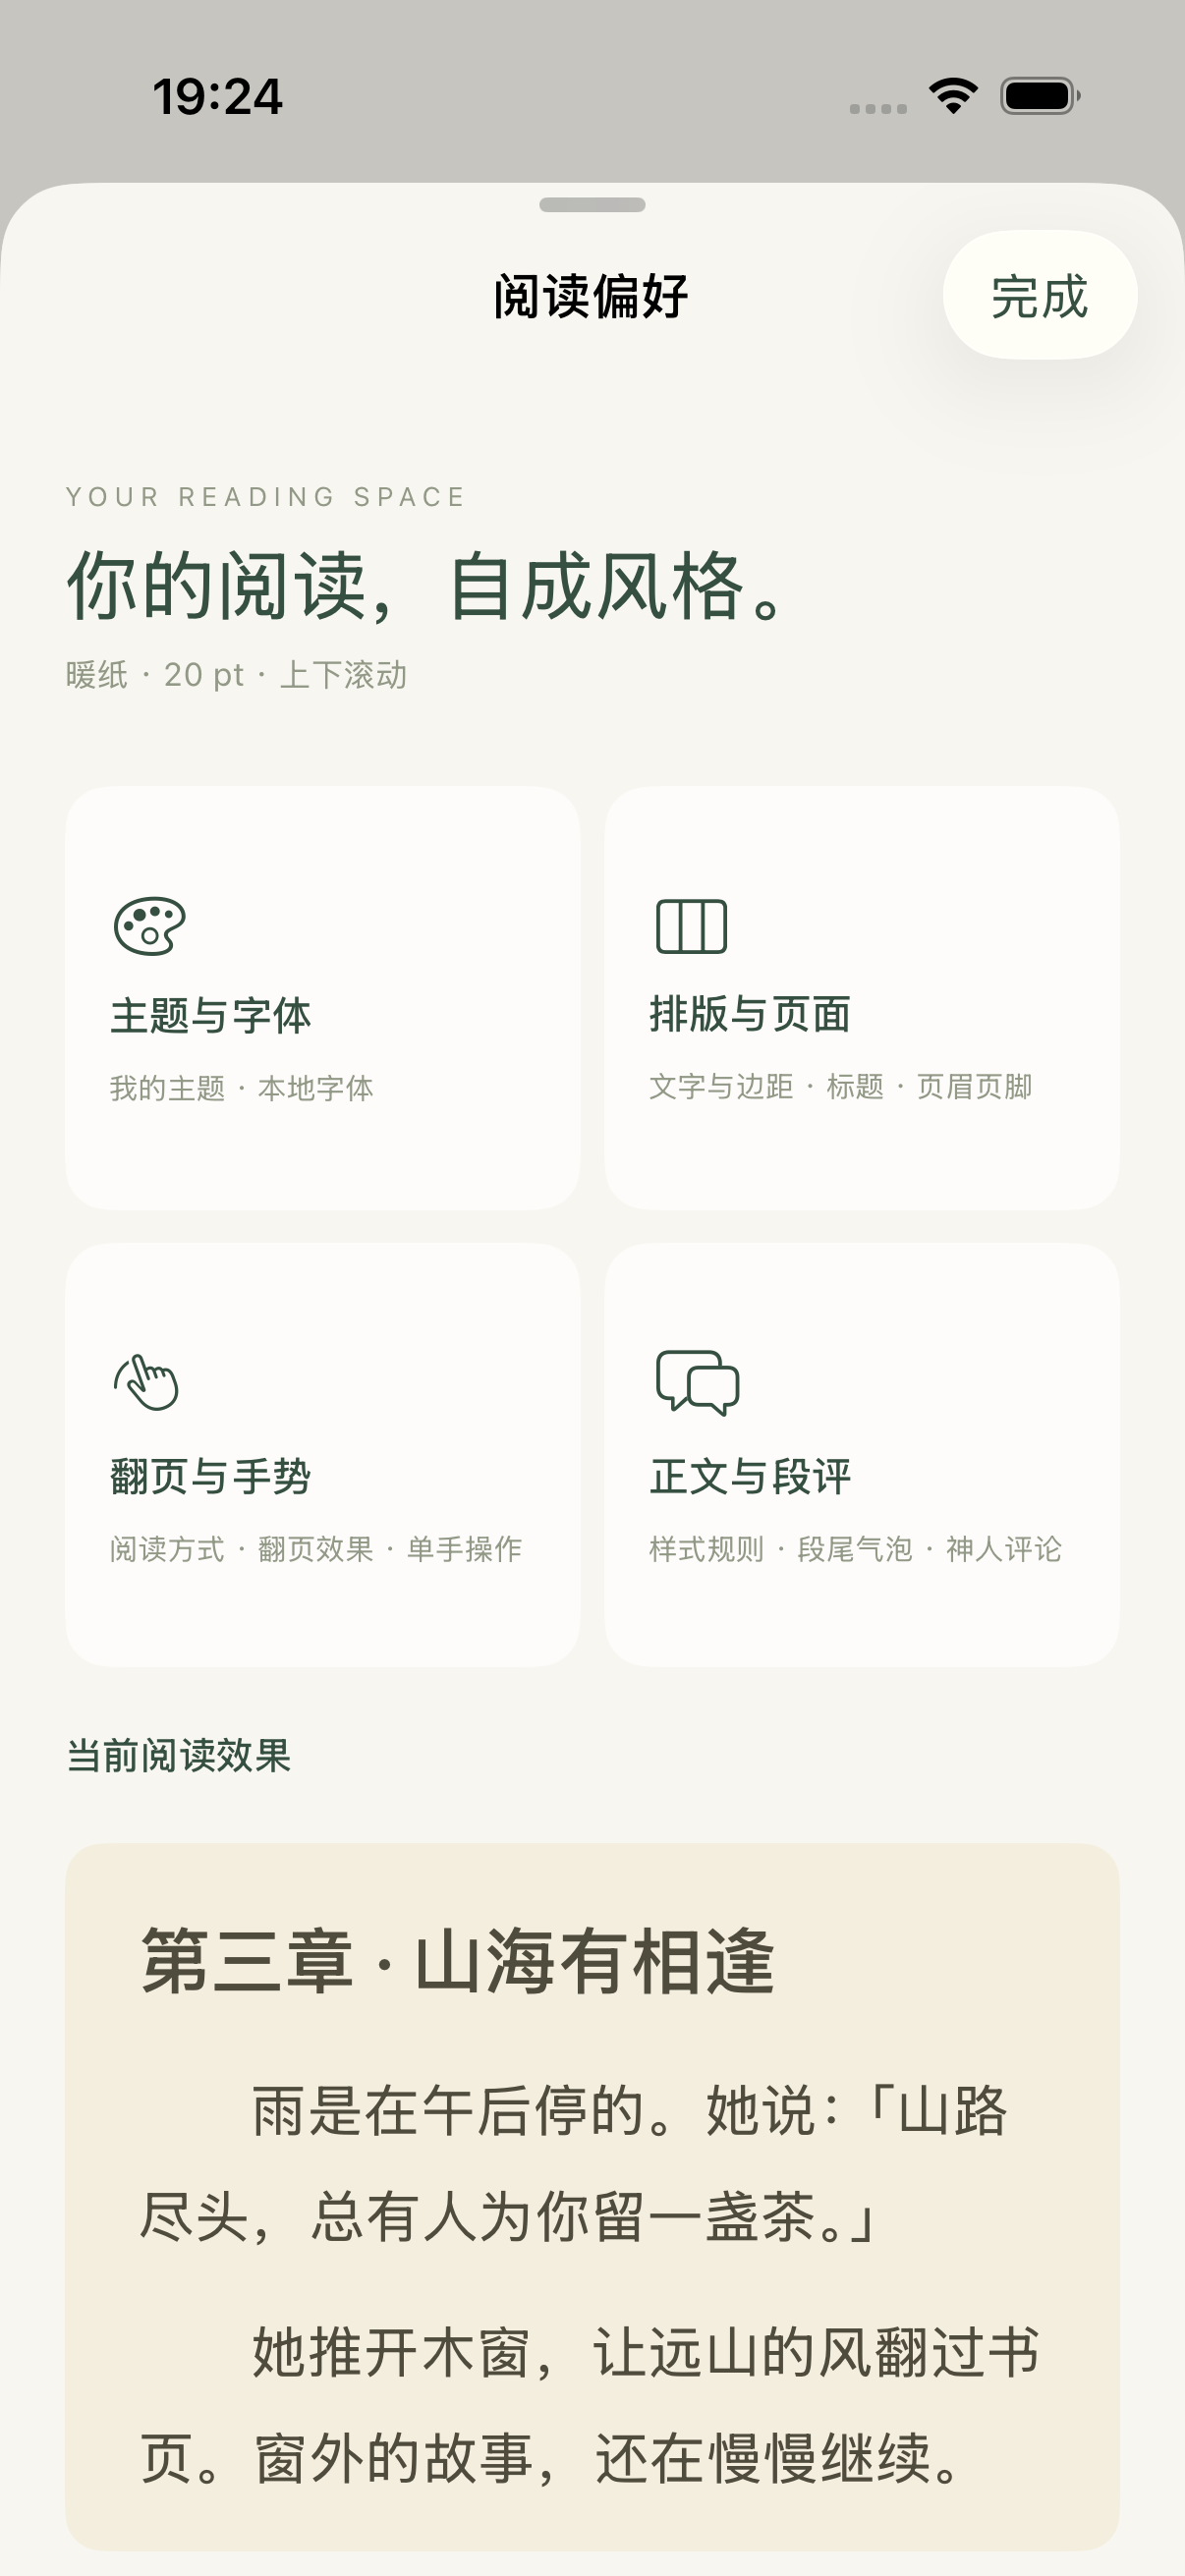 19:24
阅读偏好
完成
YOUR READING SPACE
你的阅读，自成风格。
暖纸 · 20 pt · 上下滚动
主题与字体
我的主题 · 本地字体
排版与页面
文字与边距 · 标题 · 页眉页脚
翻页与手势
阅读方式 · 翻页效果 · 单手操作
正文与段评
样式规则 · 段尾气泡 · 神人评论
当前阅读效果
第三章 · 山海有相逢
雨是在午后停的。她说：「山路
尽头，总有人为你留一盏茶。」
她推开木窗，让远山的风翻过书
页。窗外的故事，还在慢慢继续。